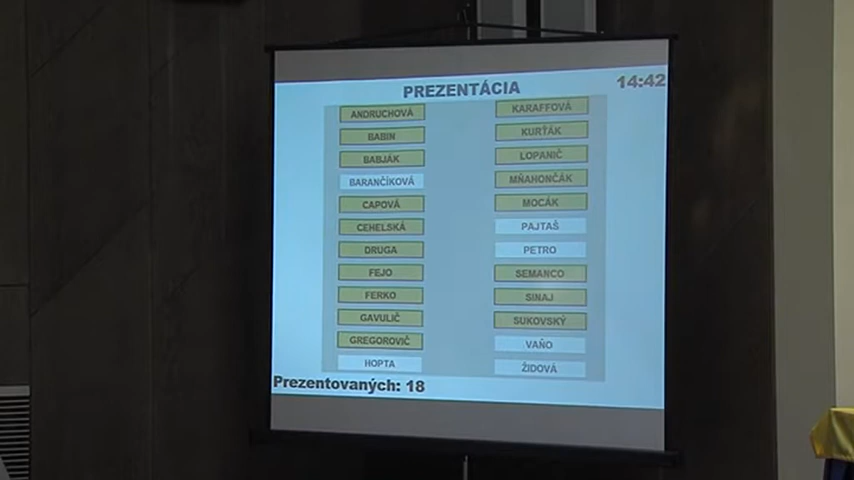 PREZENTÁCIA
14:42
ANDRUCHOVÁ
BABIN
BABJÁK
BARANČÍKOVÁ
CAPOVÁ
CEHELSKÁ
DRUGA
FEJO
FERKO
GAVULIČ
GREGOROVIČ
HOPTA
KARAFFOVÁ
KURŤÁK
LOPANIČ
MŇAHONČÁK
MOCÁK
PAJTAŠ
PETRO
SEMANCO
SINAJ
SUKOVSKÝ
VAŇO
ŽIDOVÁ
Prezentovaných: 18